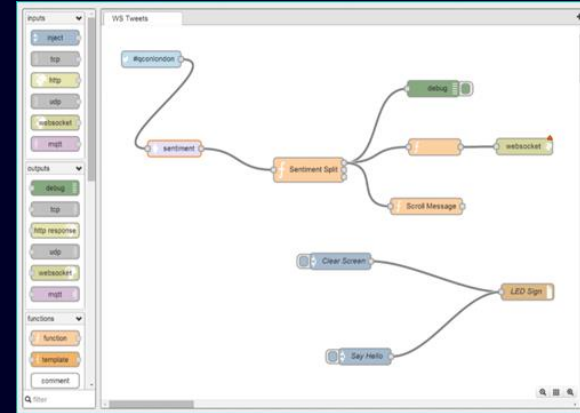 inputs
inject
tcp
http
udp
websocket
mqtt
outputs
debug
tcp
http response
udp
websocket
mqtt
functions
function
template
comment
filter
WS Tweets
#qconlondon
sentiment
Sentiment Split
debug
websocket
Scroll Message
Clear Screen
LED Sign
Say Hello